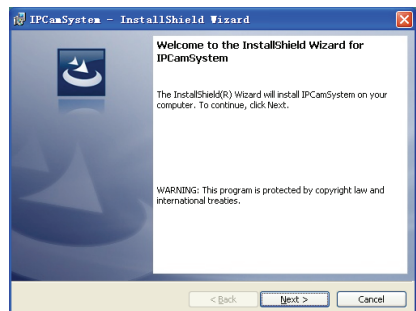 IPCamSystem - InstallShield Wizard
Welcome to the InstallShield Wizard for
IPCamSystem
The InstallShield(R) Wizard will install IPCamSystem on your
computer. To continue, click Next.
WARNING: This program is protected by copyright law and
international treaties.
< Back Next > Cancel